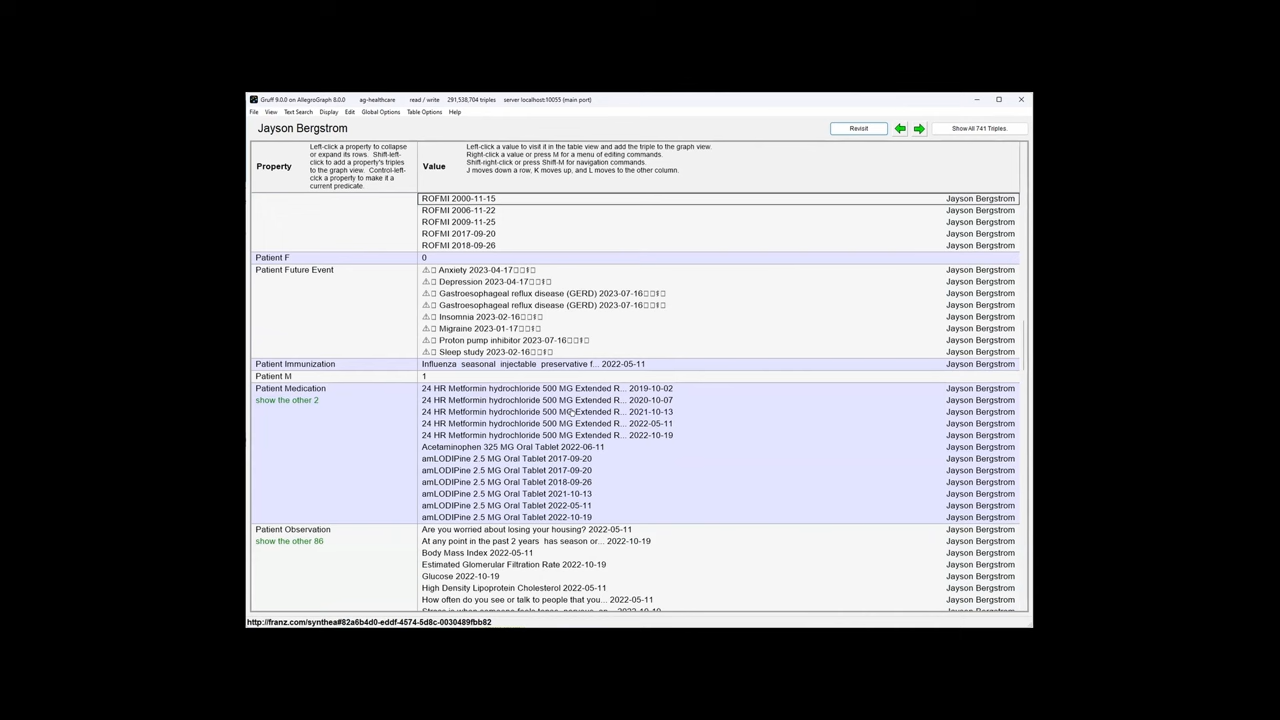 Gruff 9.0.0 on AllegroGraph 8.0.0 ag-healthcare read / write 291,538,704 triples server localhost:10055 (main port)
File View Text Search Display Edit Global Options Table Options Help
Jayson Bergstrom Revisit Show All 741 Triples.
Property
Left-click a property to collapse
or expand its rows. Shift-left-
click to add a property's triples
to the graph view. Control-left-
click a property to make it a
current predicate.
Value
Left-click a value to visit it in the table view and add the triple to the graph view.
Right-click a value or press M for a menu of editing commands.
Shift-right-click or press Shift-M for navigation commands.
J moves down a row, K moves up, and L moves to the other column.
ROFMI 2000-11-15 Jayson Bergstrom
ROFMI 2006-11-22 Jayson Bergstrom
ROFMI 2009-11-25 Jayson Bergstrom
ROFMI 2017-09-20 Jayson Bergstrom
ROFMI 2018-09-26 Jayson Bergstrom
Patient F 0
Patient Future Event ⚠ Anxiety 2023-04-17 Jayson Bergstrom
⚠ Depression 2023-04-17 Jayson Bergstrom
⚠ Gastroesophageal reflux disease (GERD) 2023-07-16 Jayson Bergstrom
⚠ Gastroesophageal reflux disease (GERD) 2023-07-16 Jayson Bergstrom
⚠ Insomnia 2023-02-16 Jayson Bergstrom
⚠ Migraine 2023-01-17 Jayson Bergstrom
⚠ Proton pump inhibitor 2023-07-16 Jayson Bergstrom
⚠ Sleep study 2023-02-16 Jayson Bergstrom
Patient Immunization Influenza seasonal injectable preservative f... 2022-05-11 Jayson Bergstrom
Patient M 1
Patient Medication 24 HR Metformin hydrochloride 500 MG Extended R... 2019-10-02 Jayson Bergstrom
show the other 2 24 HR Metformin hydrochloride 500 MG Extended R... 2020-10-07 Jayson Bergstrom
24 HR Metformin hydrochloride 500 MG Extended R... 2021-10-13 Jayson Bergstrom
24 HR Metformin hydrochloride 500 MG Extended R... 2022-05-11 Jayson Bergstrom
24 HR Metformin hydrochloride 500 MG Extended R... 2022-10-19 Jayson Bergstrom
Acetaminophen 325 MG Oral Tablet 2022-06-11 Jayson Bergstrom
amLODIPine 2.5 MG Oral Tablet 2017-09-20 Jayson Bergstrom
amLODIPine 2.5 MG Oral Tablet 2017-09-20 Jayson Bergstrom
amLODIPine 2.5 MG Oral Tablet 2018-09-26 Jayson Bergstrom
amLODIPine 2.5 MG Oral Tablet 2021-10-13 Jayson Bergstrom
amLODIPine 2.5 MG Oral Tablet 2022-05-11 Jayson Bergstrom
amLODIPine 2.5 MG Oral Tablet 2022-10-19 Jayson Bergstrom
Patient Observation Are you worried about losing your housing? 2022-05-11 Jayson Bergstrom
show the other 86 At any point in the past 2 years has season or... 2022-10-19 Jayson Bergstrom
Body Mass Index 2022-05-11 Jayson Bergstrom
Estimated Glomerular Filtration Rate 2022-10-19 Jayson Bergstrom
Glucose 2022-10-19 Jayson Bergstrom
High Density Lipoprotein Cholesterol 2022-05-11 Jayson Bergstrom
How often do you see or talk to people that you... 2022-05-11 Jayson Bergstrom
http://franz.com/synthea#82a6b4d0-eddf-4574-5d8c-0030489fbb82